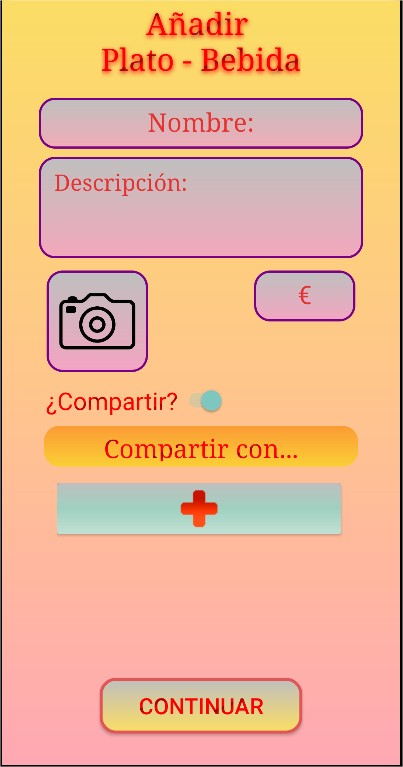 Añadir
Plato - Bebida
Nombre:
Descripción:
€
¿Compartir?
Compartir con...
CONTINUAR